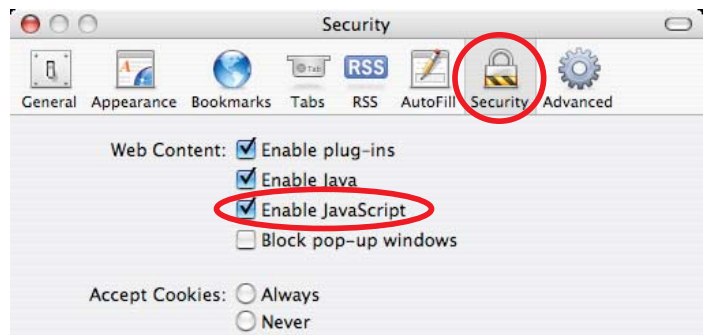 Security
General Appearance Bookmarks Tabs RSS AutoFill Security Advanced
Web Content: Enable plug-ins
Enable Java
Enable JavaScript
Block pop-up windows
Accept Cookies: Always
Never